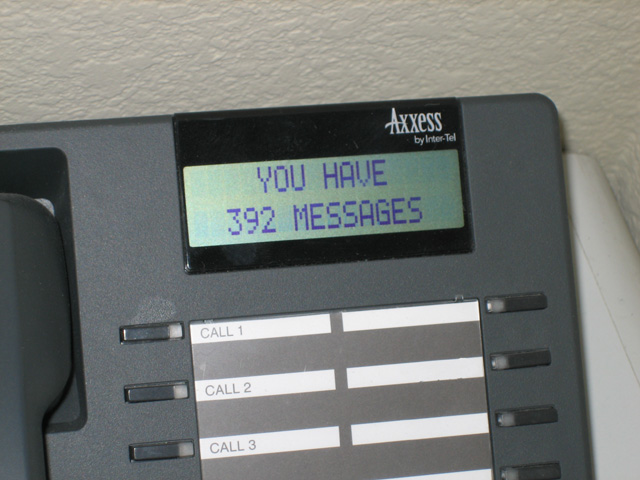 Axxess
by Inter-Tel
YOU HAVE
392 MESSAGES
CALL 1
CALL 2
CALL 3